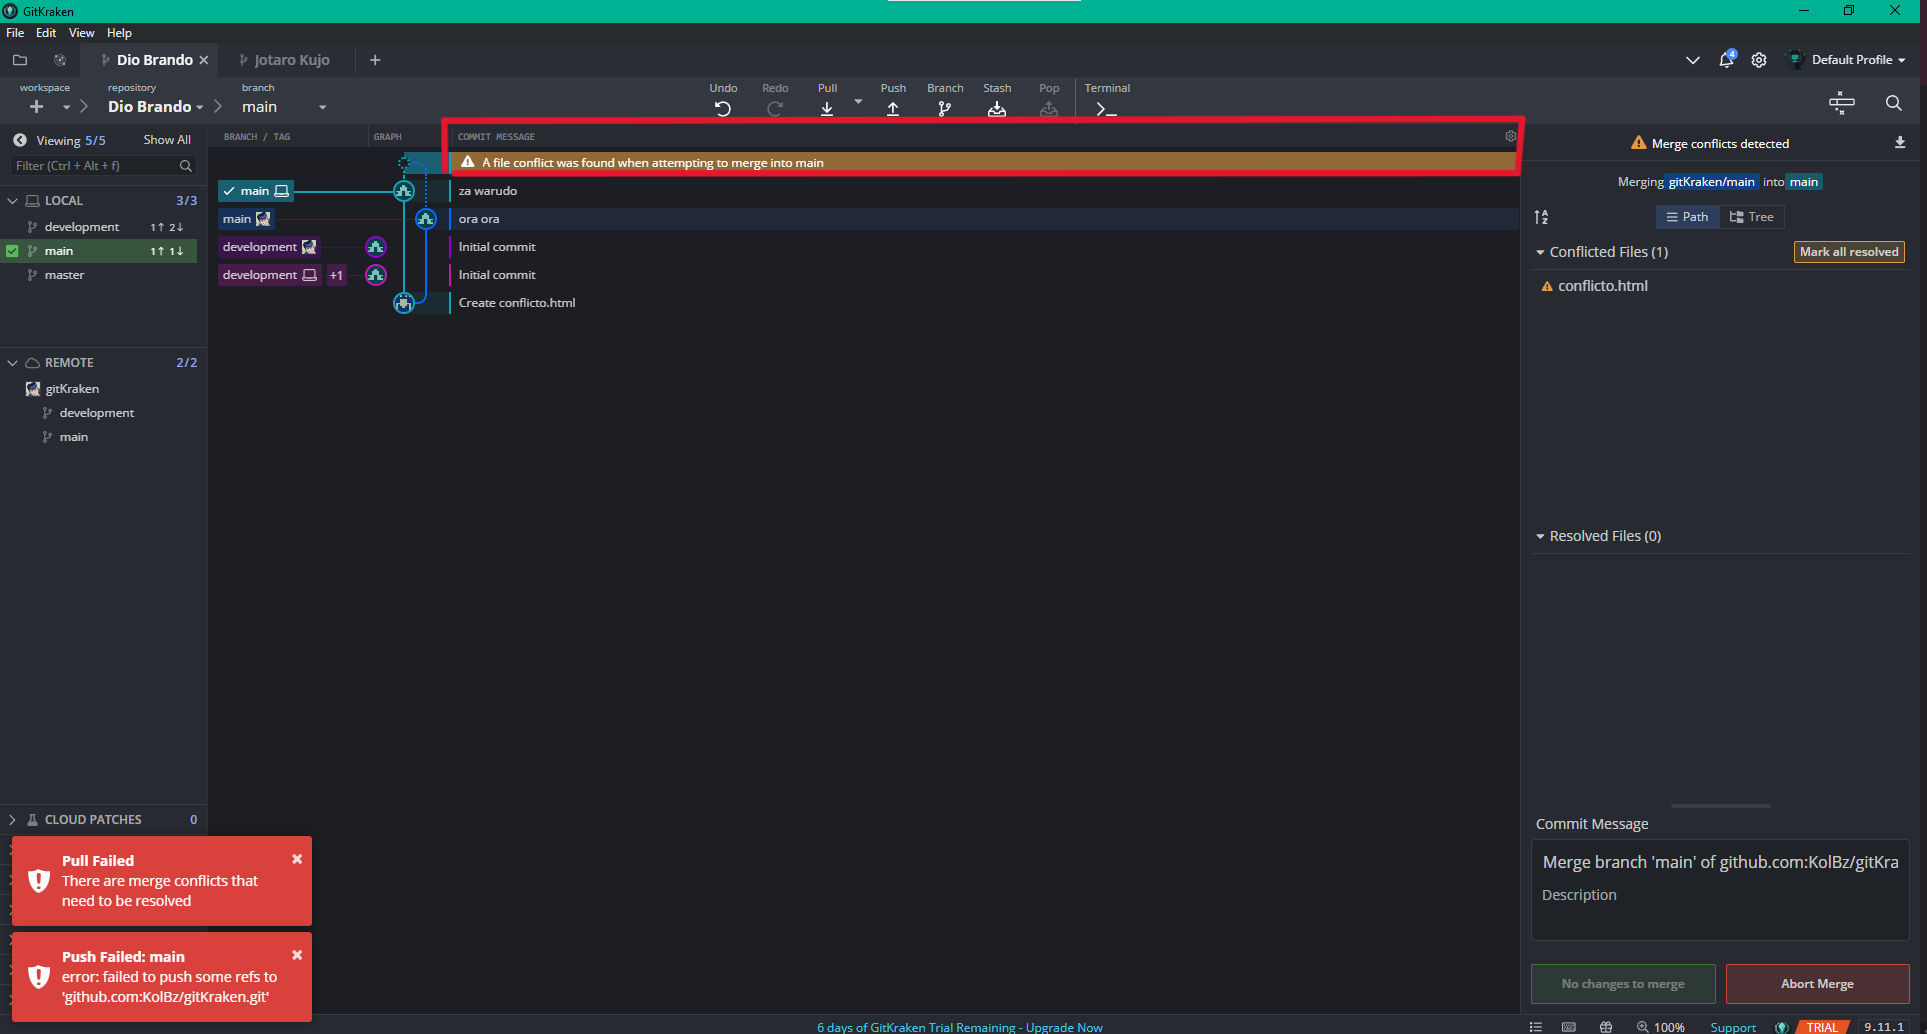 GitKraken
File Edit View Help
Dio Brando
Jotaro Kujo
Default Profile
4
workspace
repository
branch
Dio Brando
main
Undo
Redo
Pull
Push
Branch
Stash
Pop
Terminal
Viewing 5/5
Show All
Filter (Ctrl + Alt + f)
LOCAL 3/3
development 1↑ 2↓
main 1↑ 1↓
master
REMOTE 2/2
gitKraken
development
main
CLOUD PATCHES 0
BRANCH / TAG
GRAPH
COMMIT MESSAGE
A file conflict was found when attempting to merge into main
main
za warudo
main
ora ora
development
Initial commit
development +1
Initial commit
Create conflicto.html
Merge conflicts detected
Merging gitKraken/main into main
Path
Tree
Conflicted Files (1)
Mark all resolved
conflicto.html
Resolved Files (0)
Commit Message
Merge branch 'main' of github.com:KolBz/gitKra
Description
No changes to merge
Abort Merge
Pull Failed
There are merge conflicts that
need to be resolved
Push Failed: main
error: failed to push some refs to
'github.com:KolBz/gitKraken.git'
6 days of GitKraken Trial Remaining - Upgrade Now
100%
Support
TRIAL
9.11.1